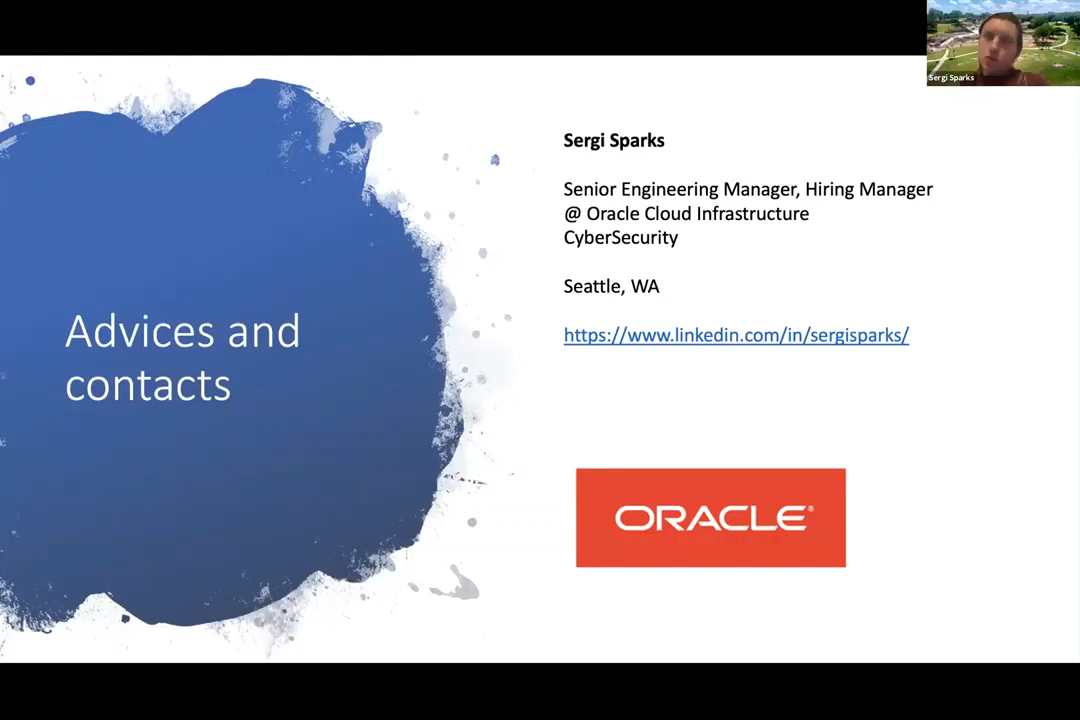 Sergi Sparks
Sergi Sparks
Senior Engineering Manager, Hiring Manager
@ Oracle Cloud Infrastructure
CyberSecurity
Seattle, WA
https://www.linkedin.com/in/sergisparks/
Advices and
contacts
ORACLE®